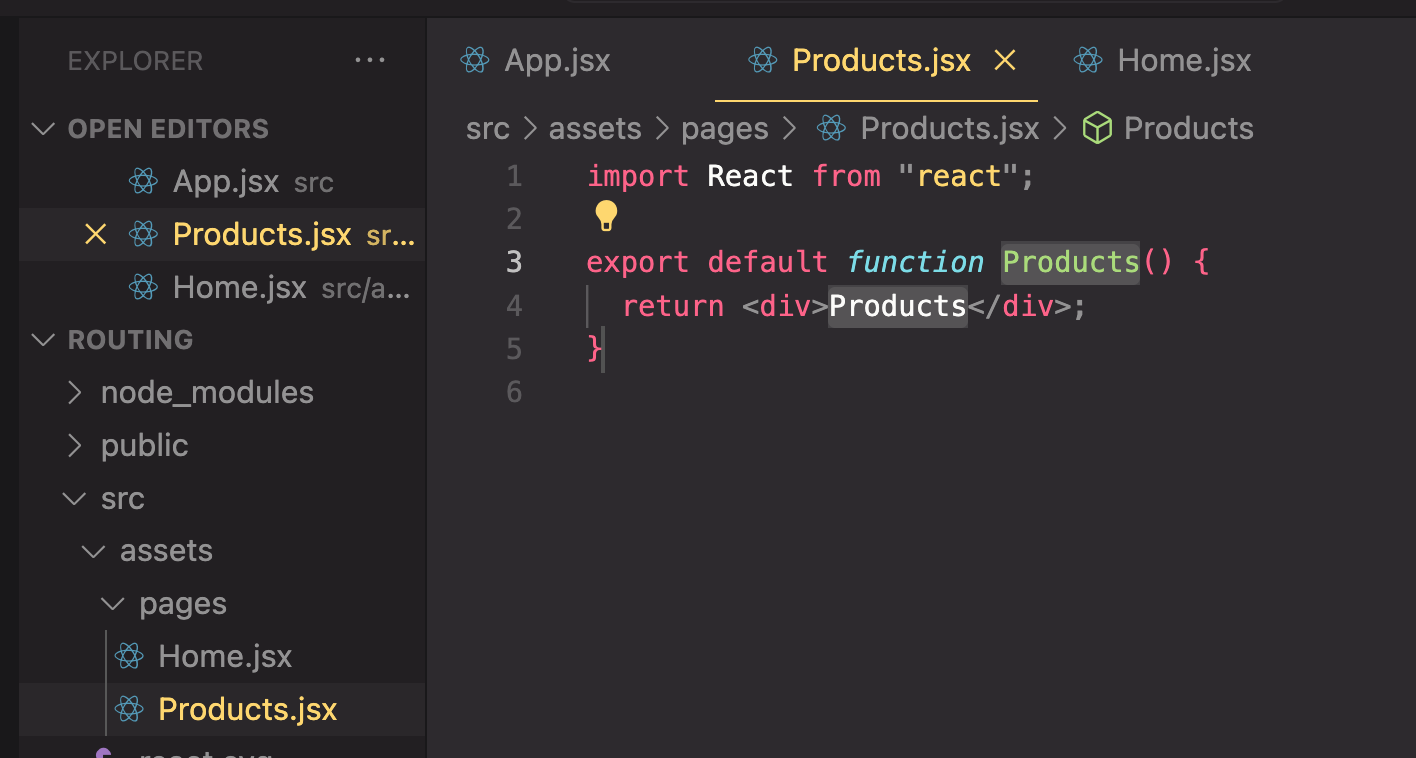 EXPLORER ...
App.jsx Products.jsx Home.jsx
OPEN EDITORS
App.jsx src
Products.jsx sr...
Home.jsx src/a...
ROUTING
node_modules
public
src
assets
pages
Home.jsx
Products.jsx
src > assets > pages > Products.jsx > Products
1 import React from "react";
2
3 export default function Products() {
4 return <div>Products</div>;
5 }
6